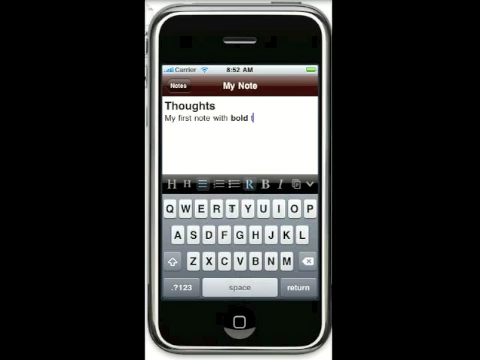 Carrier 8:52 AM
Notes My Note
Thoughts
My first note with bold t
H H R B I
Q W E R T Y U I O P
A S D F G H J K L
Z X C V B N M
.?123 space return